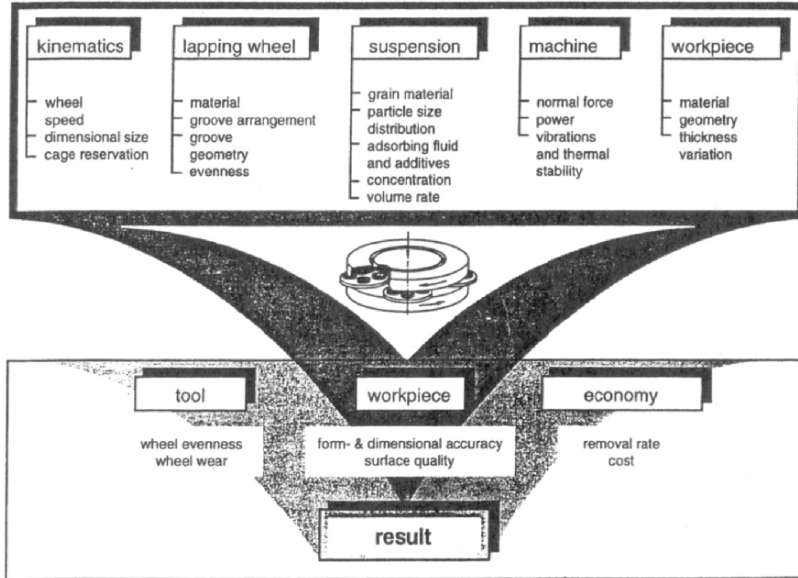 kinematics
wheel
speed
dimensional size
cage reservation
lapping wheel
material
groove arrangement
groove
geometry
evenness
suspension
grain material
particle size
distribution
adsorbing fluid
and additives
concentration
volume rate
machine
normal force
power
vibrations
and thermal
stability
workpiece
material
geometry
thickness
variation
tool
wheel evenness
wheel wear
workpiece
form- & dimensional accuracy
surface quality
economy
removal rate
cost
result